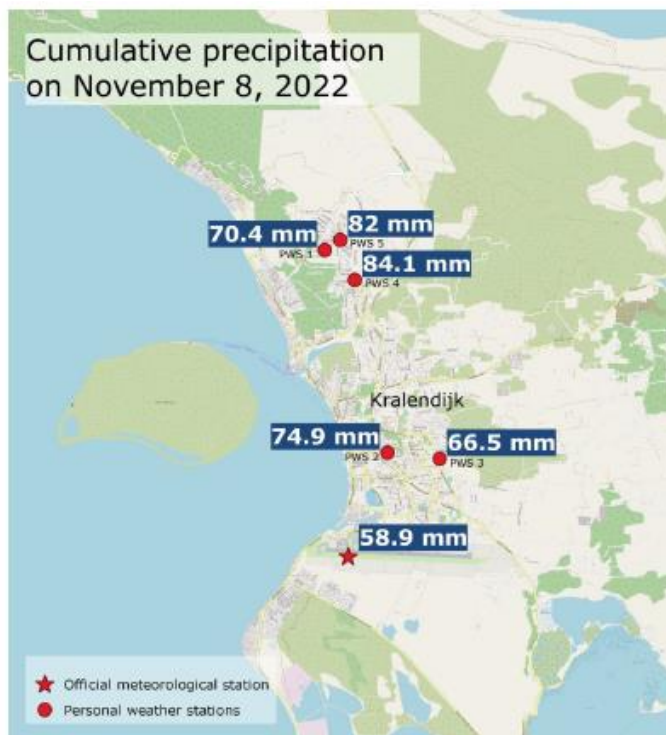 Cumulative precipitation
on November 8, 2022
82 mm
70.4 mm
PWS 5
PWS 1
84.1 mm
PWS 4
Kralendijk
74.9 mm
66.5 mm
PWS 2
PWS 3
58.9 mm
Official meteorological station
Personal weather stations